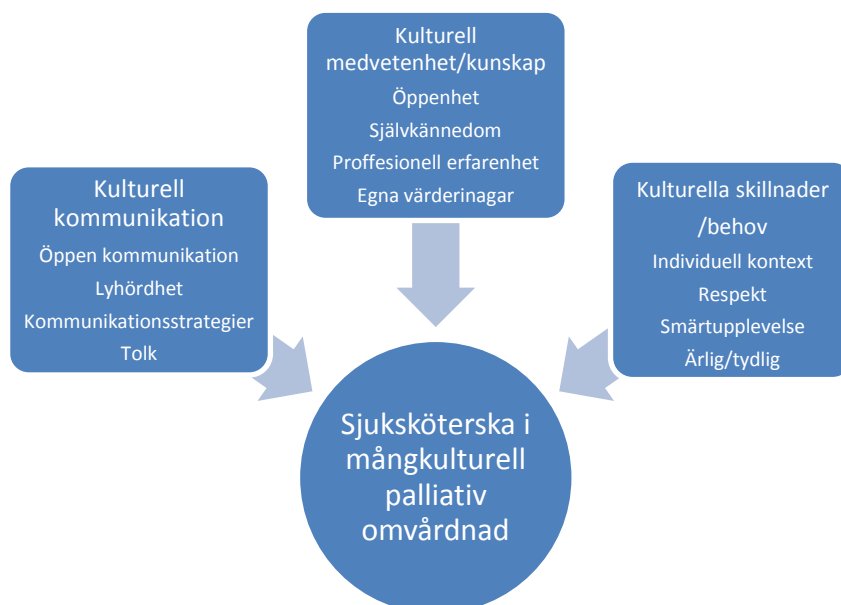 Kulturell
medvetenhet/kunskap
Öppenhet
Självkännedom
Proffesionell erfarenhet
Egna värderinagar
Kulturell
kommunikation
Öppen kommunikation
Lyhördhet
Kommunikationsstrategier
Tolk
Kulturella skillnader
/behov
Individuell kontext
Respekt
Smärtupplevelse
Ärlig/tydlig
Sjuksköterska i
mångkulturell
palliativ
omvårdnad